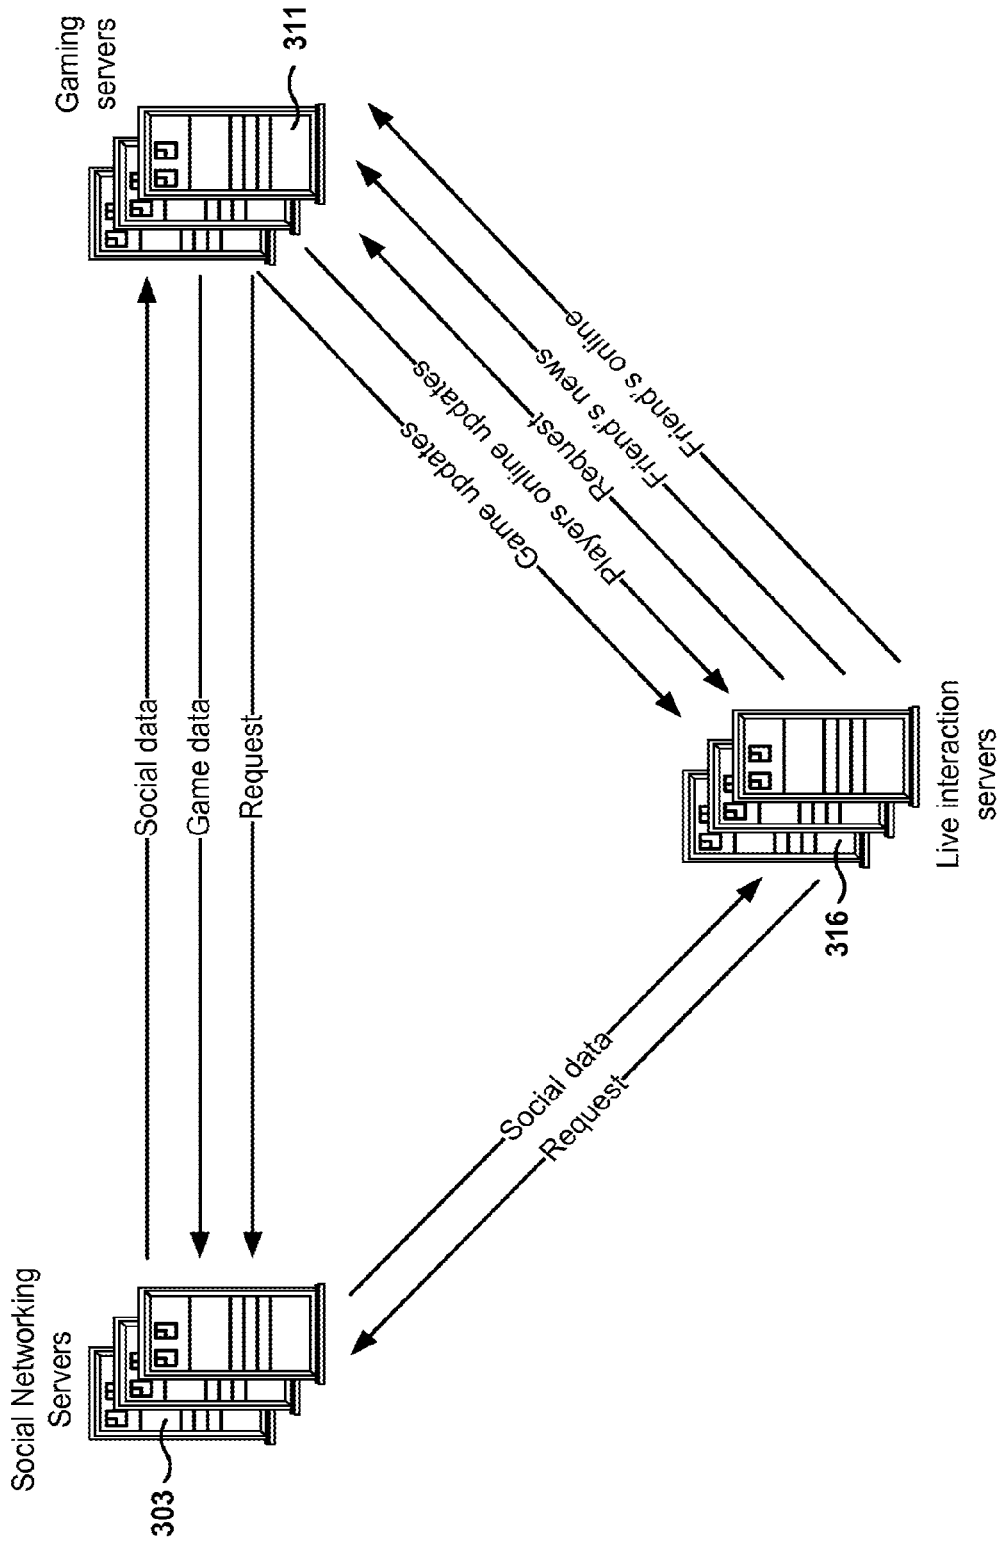 Social Networking
Servers
303
Gaming
servers
311
Social data
Game data
Request
Social data
Request
Game updates
Players online updates
Request
Friend's news
Friend's online
316
Live interaction
servers